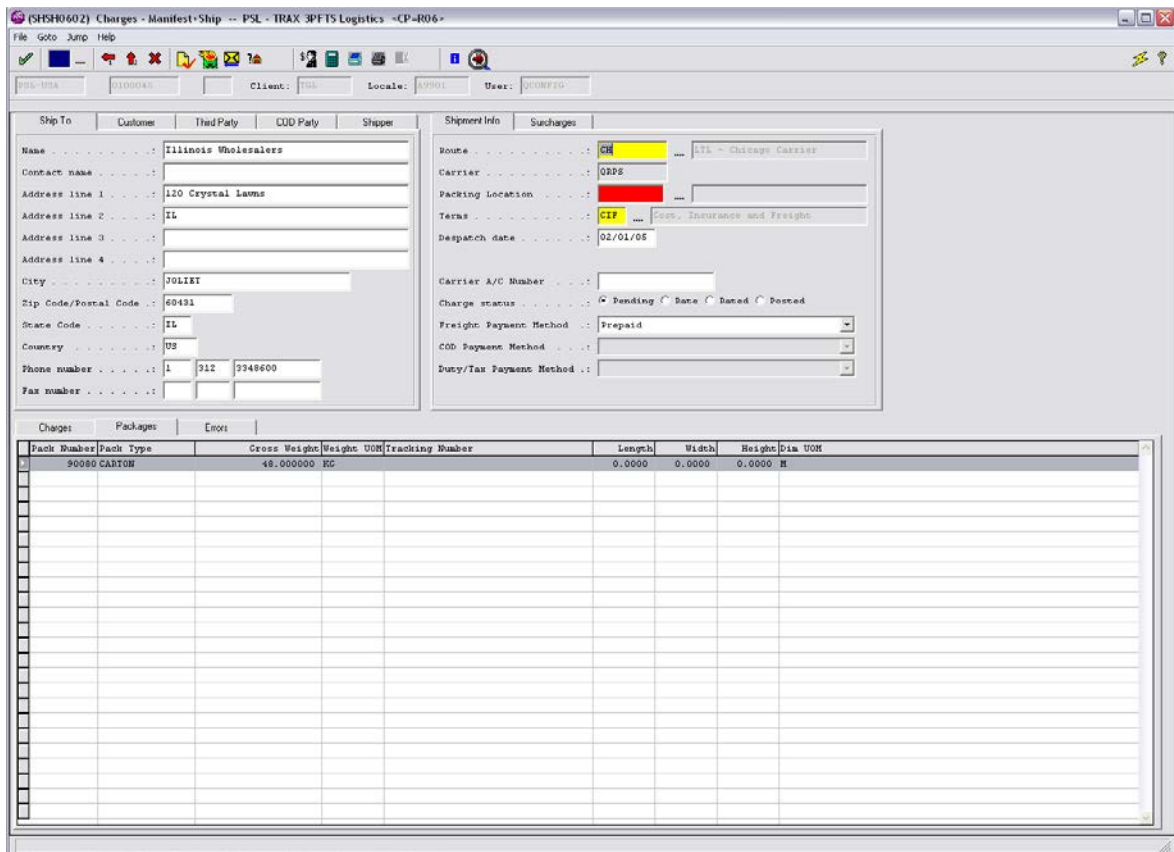 (SHSH0602) Charges - Manifest+Ship -- PSL - TRAX 3PFTS Logistics <CP=R06>
File Goto Jump Help
PSL-USA 0100045 Client: TGL Locale: A9901 User: QCONFIG
Ship To Customer Third Party COD Party Shipper
Name . . . . . . . . . .: Illinois Wholesalers
Contact name . . . . . .:
Address line 1 . . . . .: 120 Crystal Lawns
Address line 2 . . . . .: IL
Address line 3 . . . . .:
Address line 4 . . . . .:
City . . . . . . . . . .: JOLIET
Zip Code/Postal Code .: 60431
State Code . . . . . . .: IL
Country . . . . . . . .: US
Phone number . . . . . .: 1 312 3348600
Fax number . . . . . . .:
Shipment Info Surcharges
Route . . . . . . . . . .: CH .... LTL - Chicago Carrier
Carrier . . . . . . . . .: QRPS
Packing Location . . . . .: ....
Terms . . . . . . . . . .: CIF .... Cost, Insurance and Freight
Despatch date . . . . . .: 02/01/05
Carrier A/C Number . . .:
Charge status . . . . . .: Pending Rate Rated Posted
Freight Payment Method .: Prepaid
COD Payment Method . . .:
Duty/Tax Payment Method .:
Charges Packages Errors
Pack Number Pack Type Gross Weight Weight UOM Tracking Number Length Width Height Dim UOM
90080 CARTON 48.000000 KG 0.0000 0.0000 0.0000 M